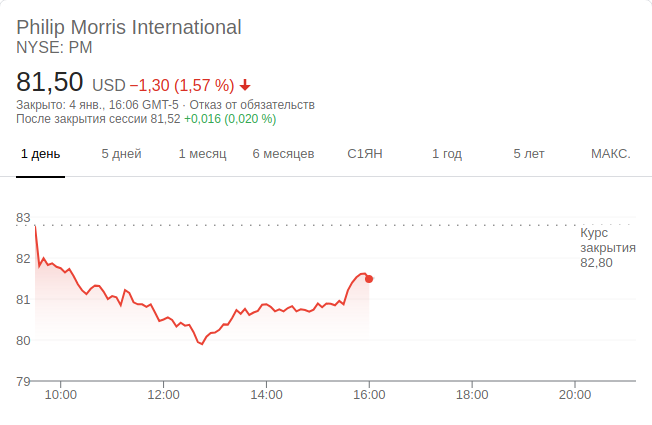 Philip Morris International
NYSE: PM
81,50 USD −1,30 (1,57 %)
Закрыто: 4 янв., 16:06 GMT-5 · Отказ от обязательств
После закрытия сессии 81,52 +0,016 (0,020 %)
1 день 5 дней 1 месяц 6 месяцев С1ЯН 1 год 5 лет МАКС.
83
Курс
закрытия
82,80
82
81
80
79
10:00 12:00 14:00 16:00 18:00 20:00